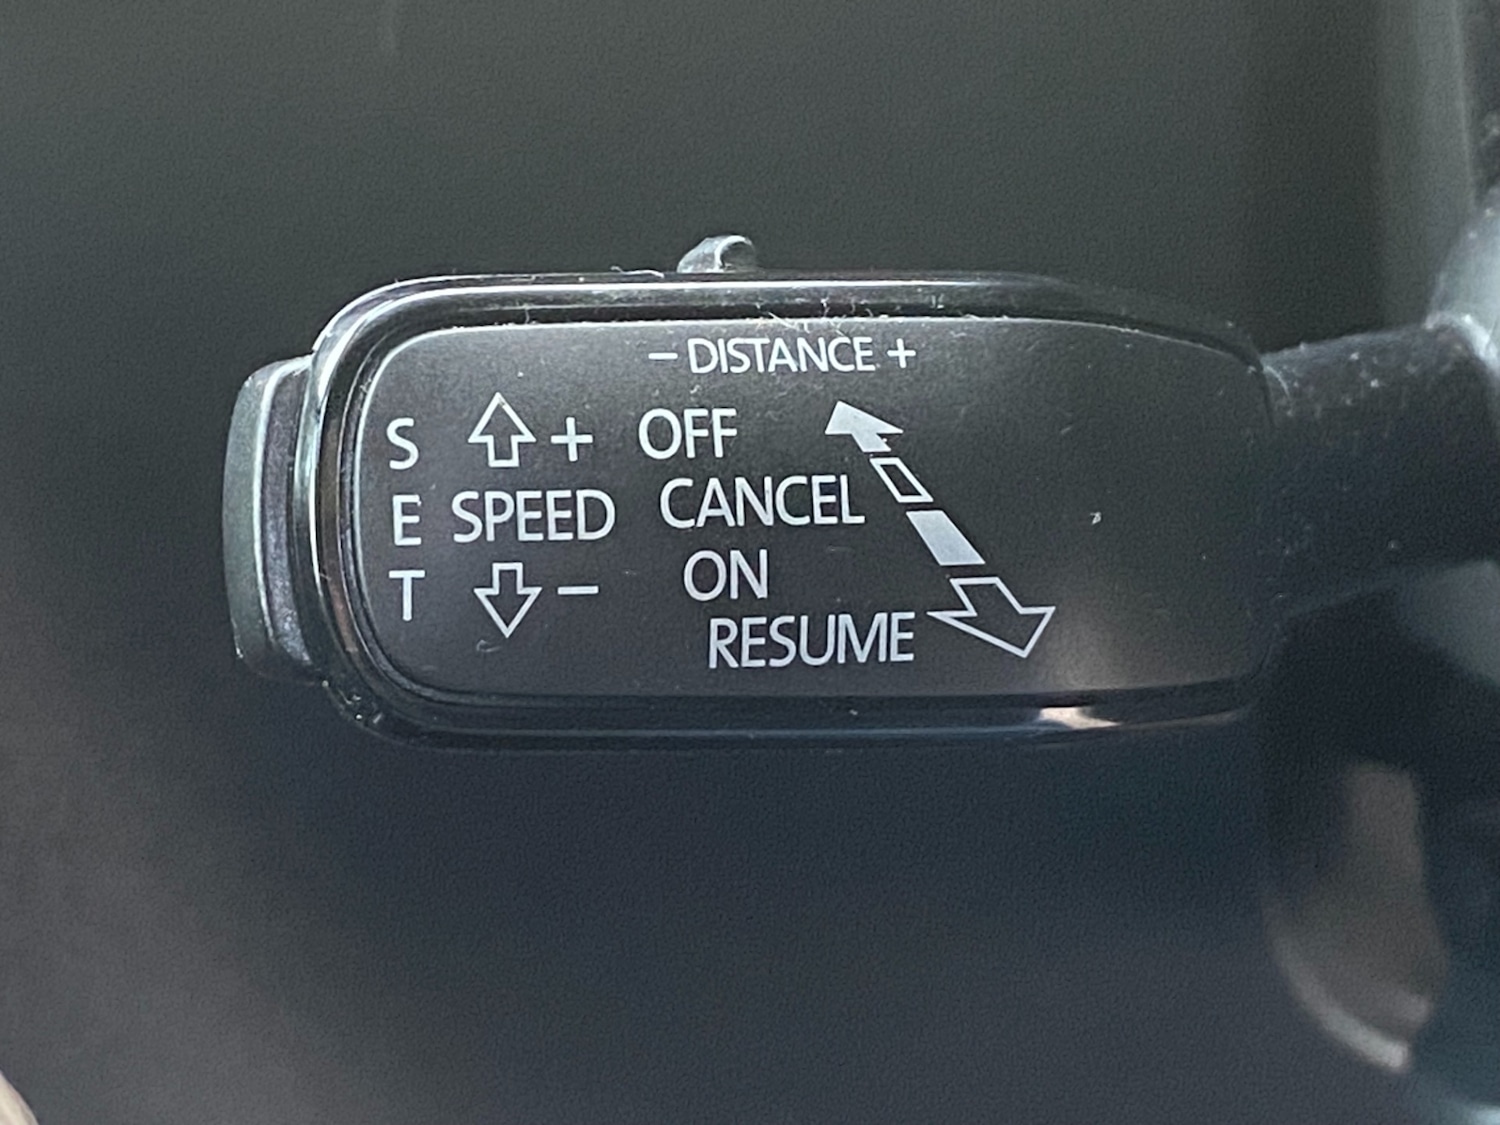 – DISTANCE +
S + OFF
E SPEED CANCEL
T – ON
RESUME